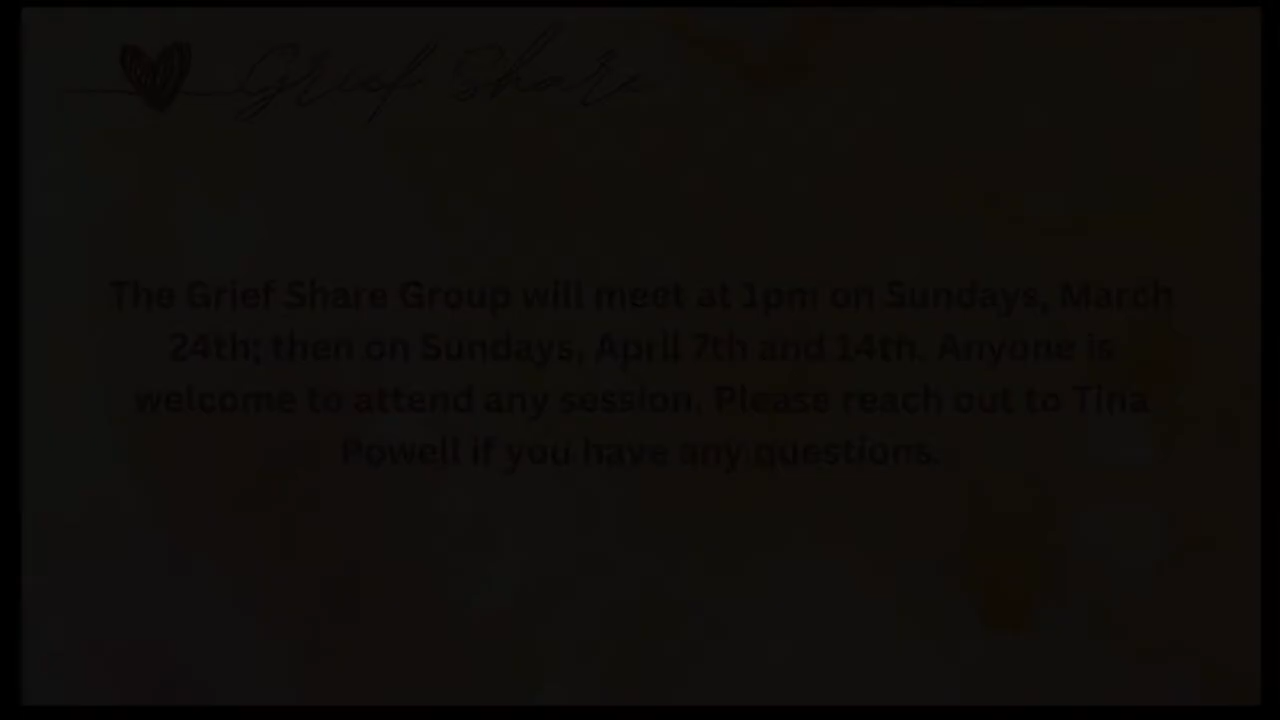 Grief Share
The Grief Share Group will meet at 1pm on Sundays, March
24th; then on Sundays, April 7th and 14th. Anyone is
welcome to attend any session. Please reach out to Tina
Powell if you have any questions.